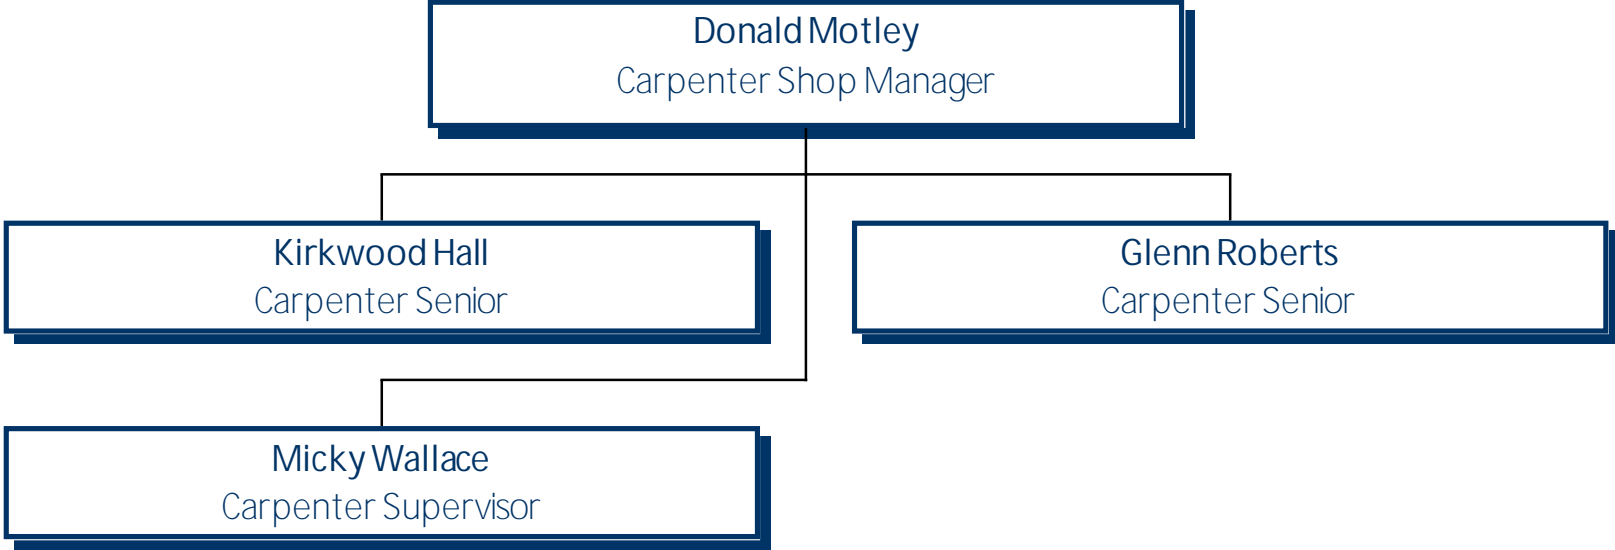 Donald Motley
Carpenter Shop Manager
Kirkwood Hall
Carpenter Senior
Glenn Roberts
Carpenter Senior
Micky Wallace
Carpenter Supervisor